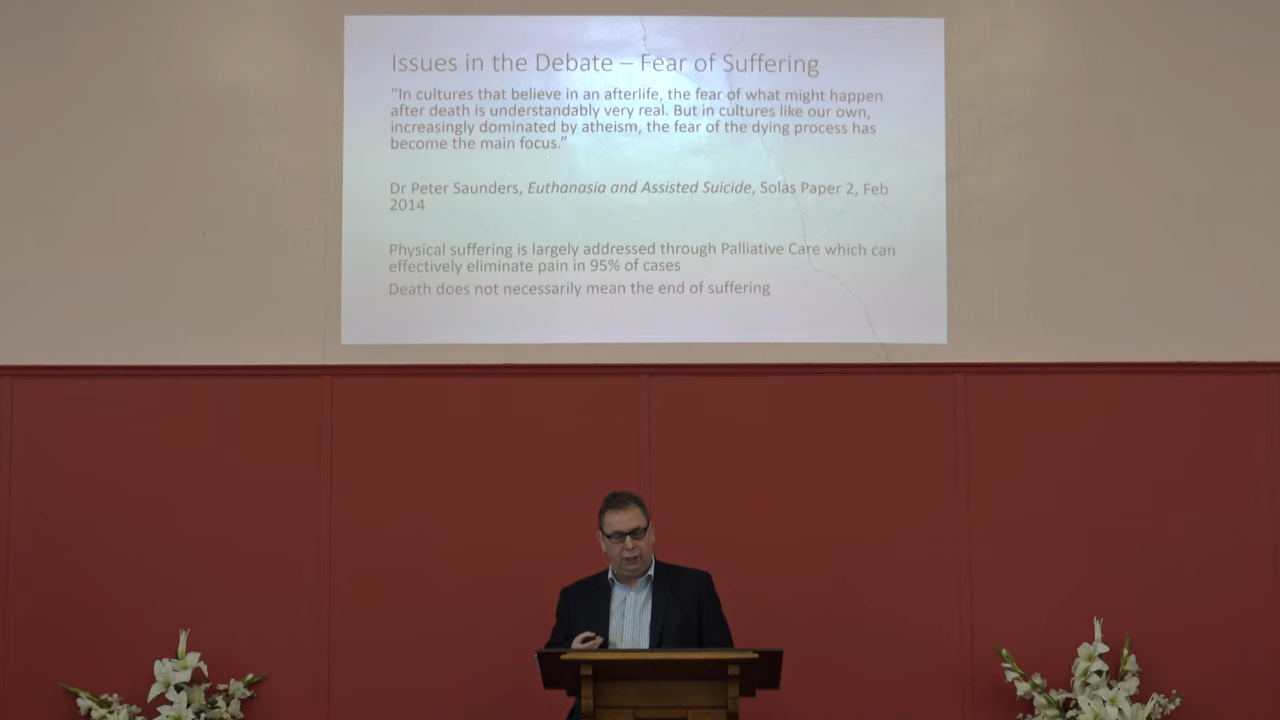 Issues in the Debate – Fear of Suffering
“In cultures that believe in an afterlife, the fear of what might happen
after death is understandably very real. But in cultures like our own,
increasingly dominated by atheism, the fear of the dying process has
become the main focus.”
Dr Peter Saunders, Euthanasia and Assisted Suicide, Solas Paper 2, Feb
2014
Physical suffering is largely addressed through Palliative Care which can
effectively eliminate pain in 95% of cases
Death does not necessarily mean the end of suffering